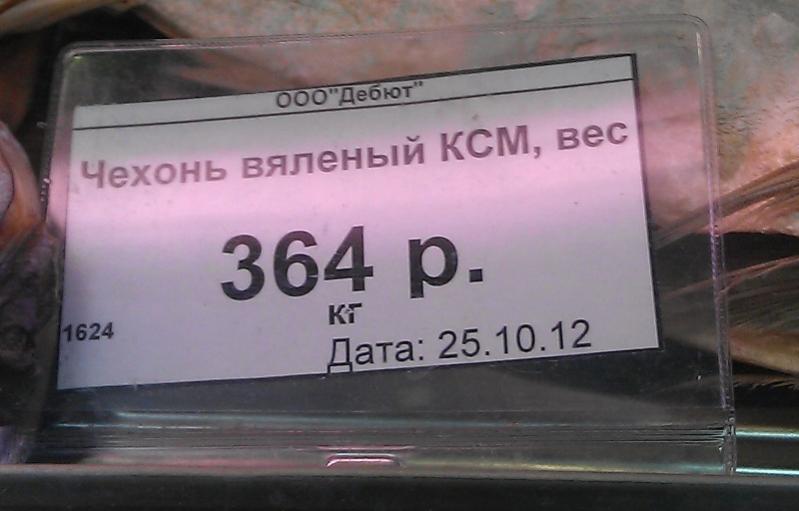 ООО"Дебют"
Чехонь вяленый КСМ, вес
364 р.
кг
1624
Дата: 25.10.12